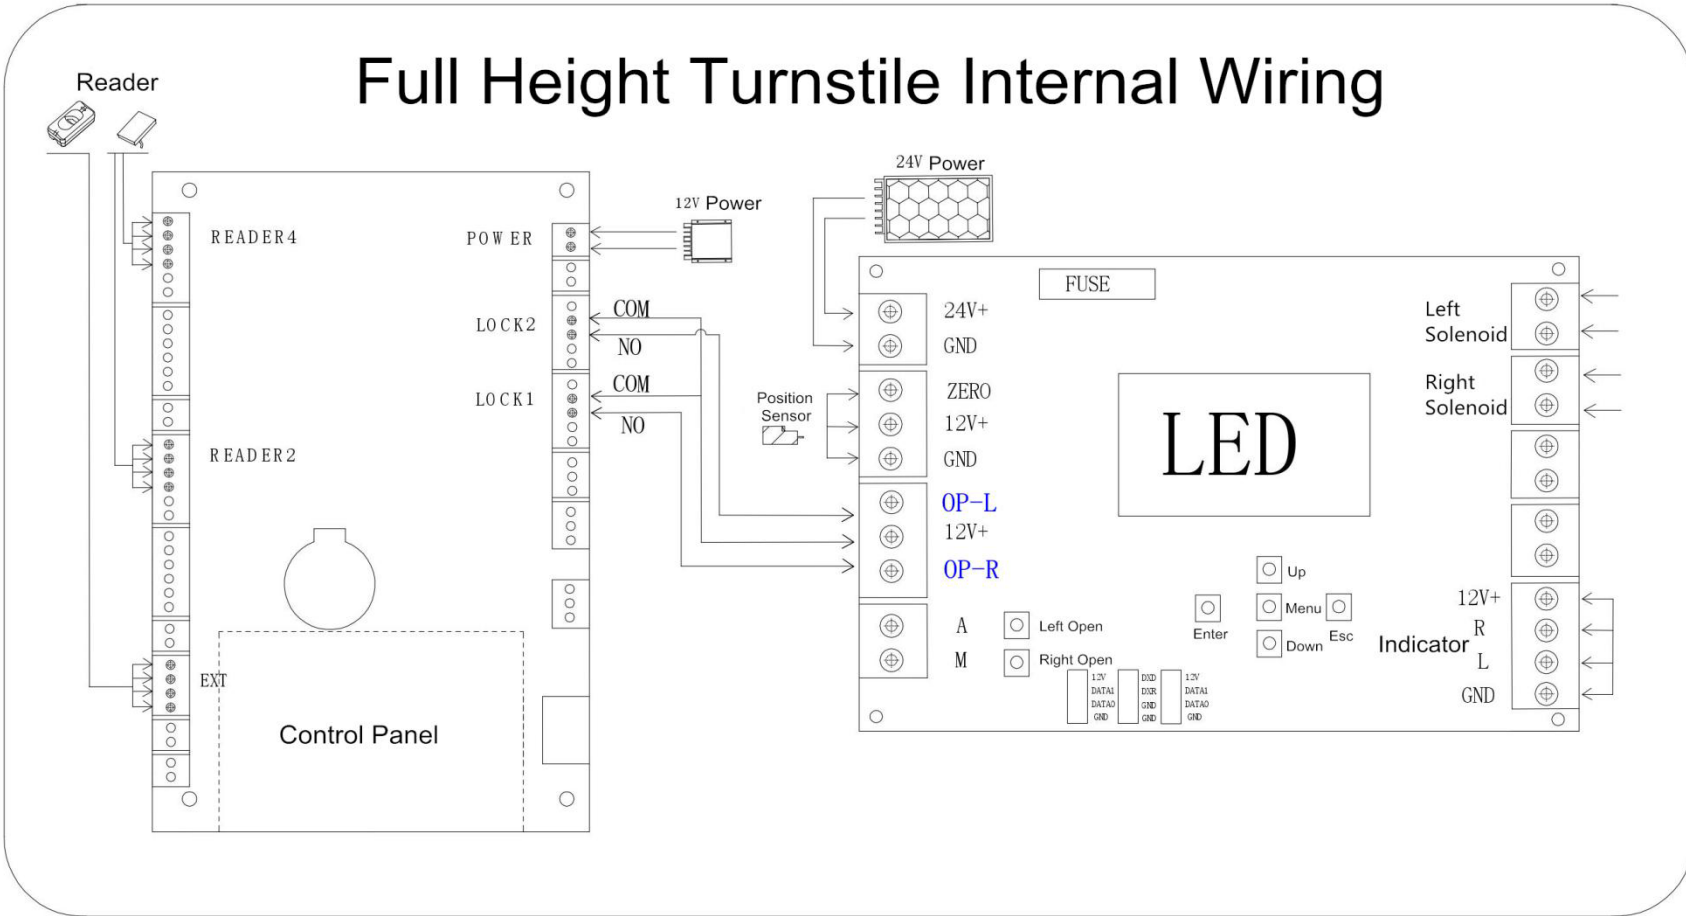 Full Height Turnstile Internal Wiring
Reader
READER4
READER2
EXT
Control Panel
POWER
12V Power
LOCK2
COM
NO
LOCK1
COM
NO
24V Power
Position
Sensor
FUSE
24V+
GND
ZERO
12V+
GND
OP-L
12V+
OP-R
A
M
Left Open
Right Open
LED
Up
Enter
Menu
Esc
Down
12V
DATA1
DATA0
GND
DXD
DXR
GND
GND
12V
DATA1
DATA0
GND
Left
Solenoid
Right
Solenoid
Indicator
12V+
R
L
GND